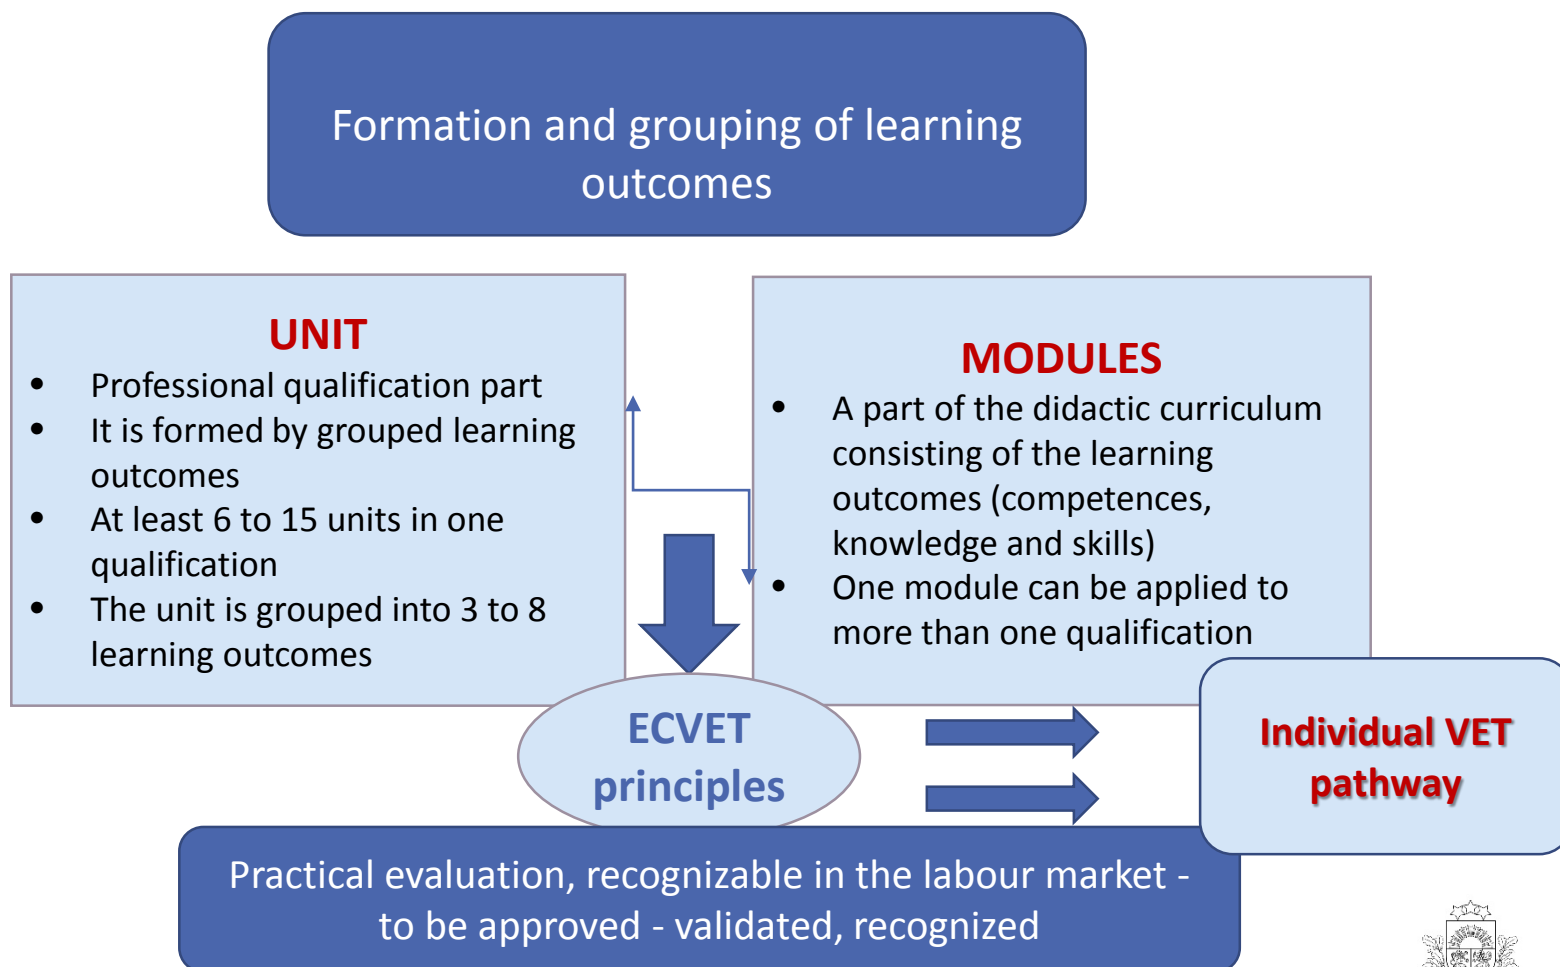 Formation and grouping of learning
outcomes
UNIT
• Professional qualification part
• It is formed by grouped learning
outcomes
• At least 6 to 15 units in one
qualification
• The unit is grouped into 3 to 8
learning outcomes
MODULES
• A part of the didactic curriculum
consisting of the learning
outcomes (competences,
knowledge and skills)
• One module can be applied to
more than one qualification
ECVET
principles
Individual VET
pathway
Practical evaluation, recognizable in the labour market -
to be approved - validated, recognized